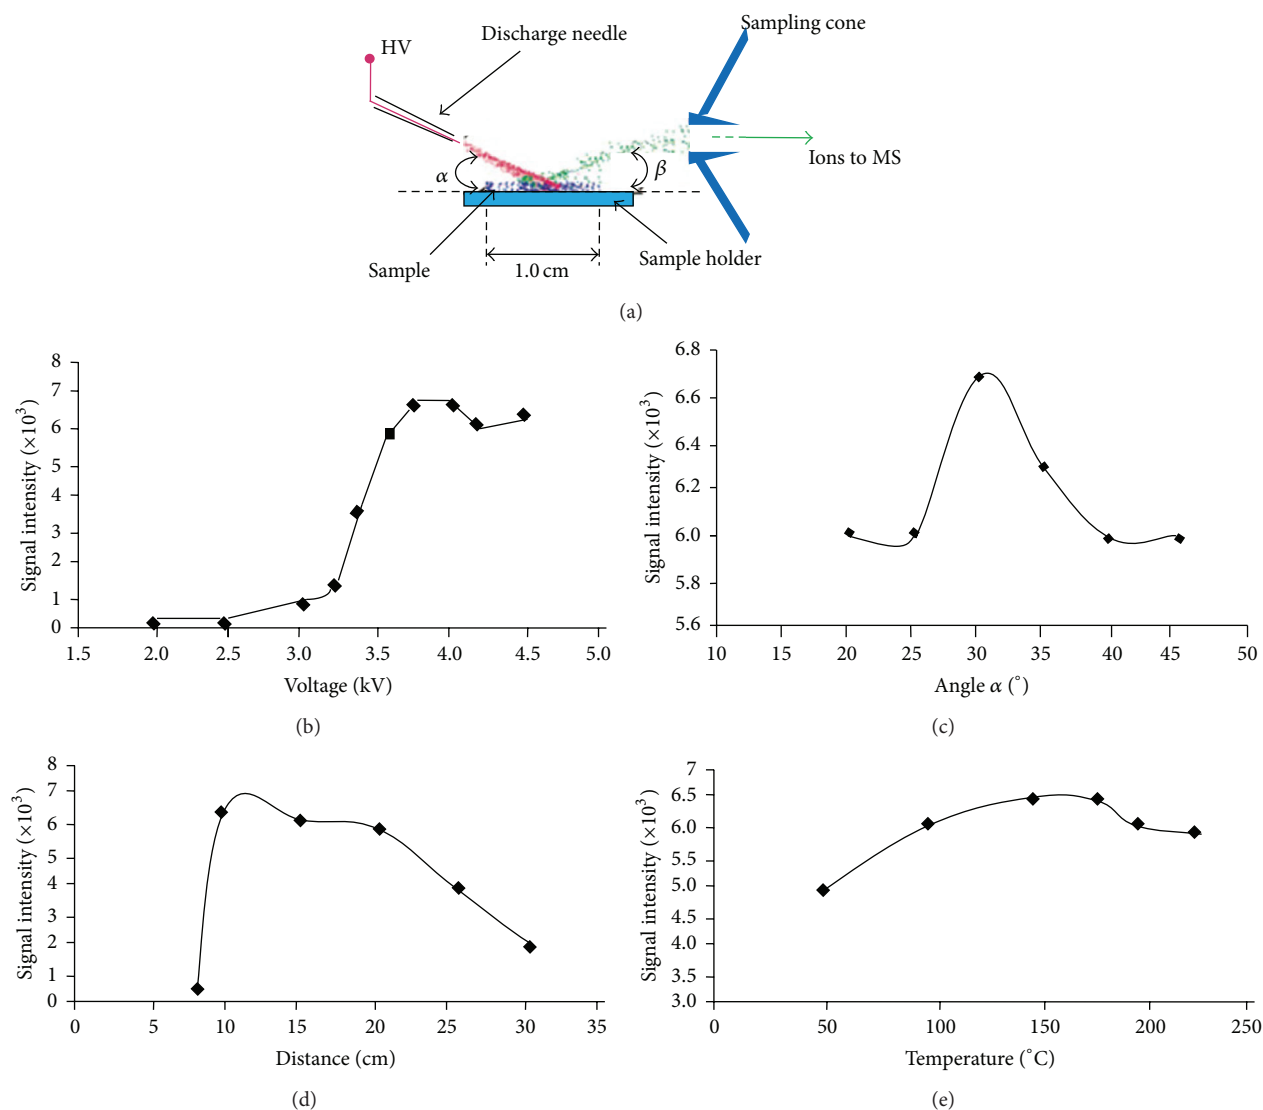 HV
Discharge needle
Sampling cone
Ions to MS
α
β
Sample
1.0 cm
Sample holder
(a)
Signal intensity (×10³)
8
7
6
5
4
3
2
1
0
1.5 2.0 2.5 3.0 3.5 4.0 4.5 5.0
Voltage (kV)
(b)
Signal intensity (×10³)
6.8
6.6
6.4
6.2
6.0
5.8
5.6
10 15 20 25 30 35 40 45 50
Angle α (°)
(c)
Signal intensity (×10³)
8
7
6
5
4
3
2
1
0
0 5 10 15 20 25 30 35
Distance (cm)
(d)
Signal intensity (×10³)
7
6.5
6.0
5.5
5.0
4.5
4.0
3.5
3.0
0 50 100 150 200 250
Temperature (°C)
(e)